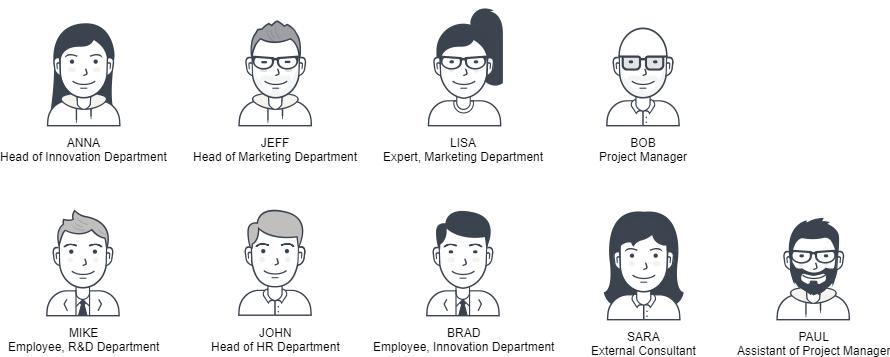 ANNA
Head of Innovation Department
JEFF
Head of Marketing Department
LISA
Expert, Marketing Department
BOB
Project Manager
MIKE
Employee, R&D Department
JOHN
Head of HR Department
BRAD
Employee, Innovation Department
SARA
External Consultant
PAUL
Assistant of Project Manager